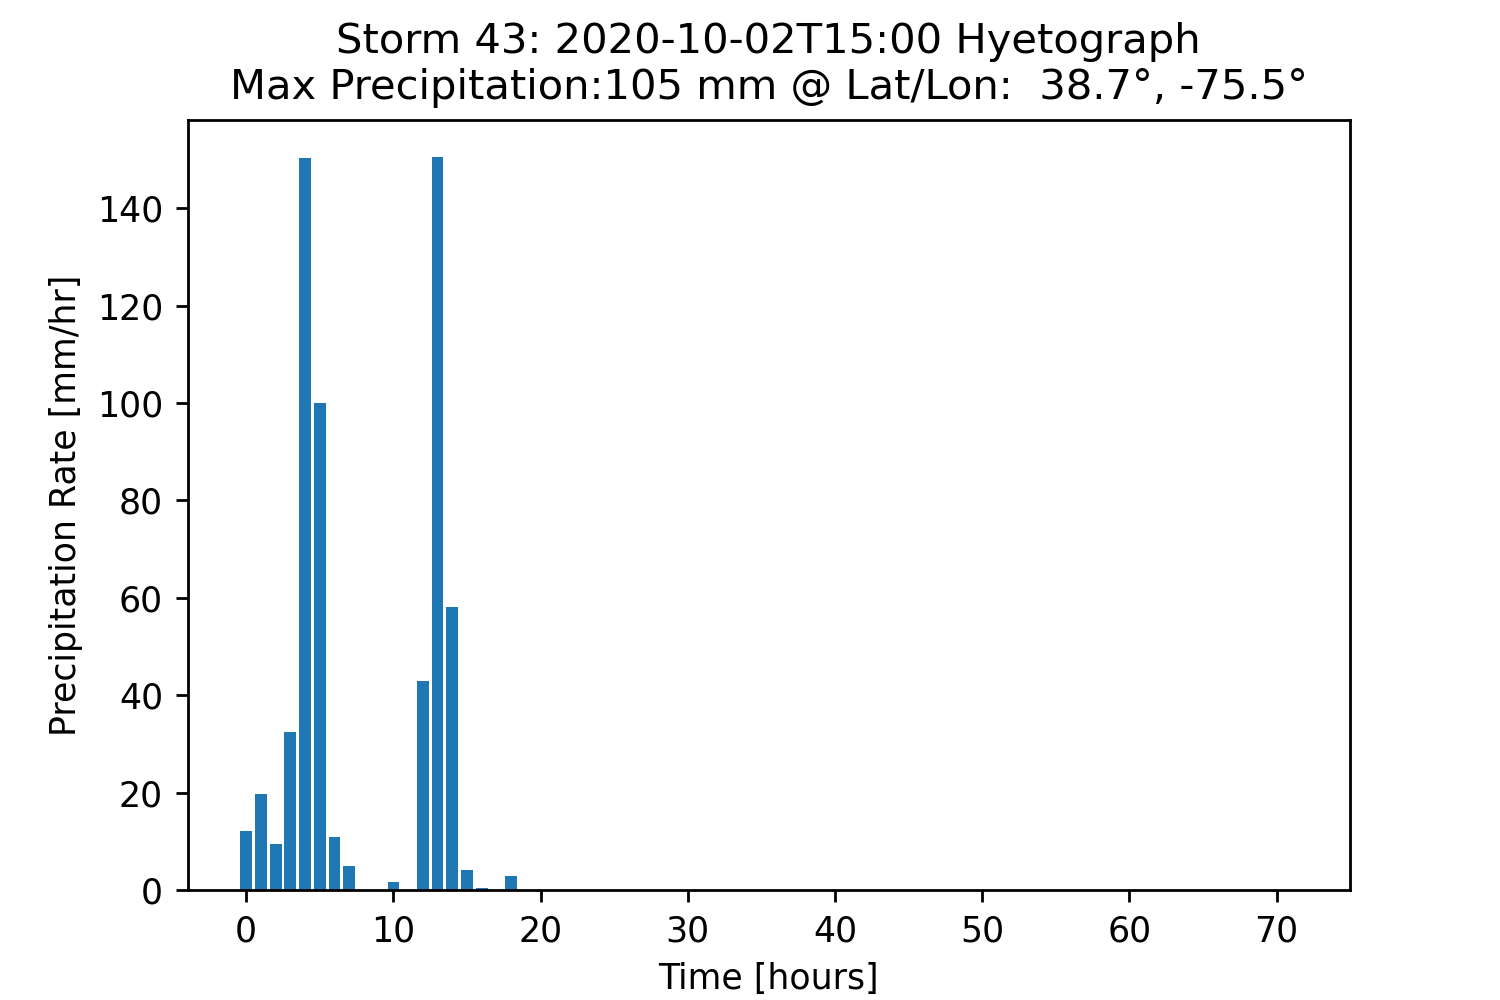 Storm 43: 2020-10-02T15:00 Hyetograph
Max Precipitation:105 mm @ Lat/Lon:  38.7°, -75.5°
Precipitation Rate [mm/hr]
140
120
100
80
60
40
20
0
0 10 20 30 40 50 60 70
Time [hours]